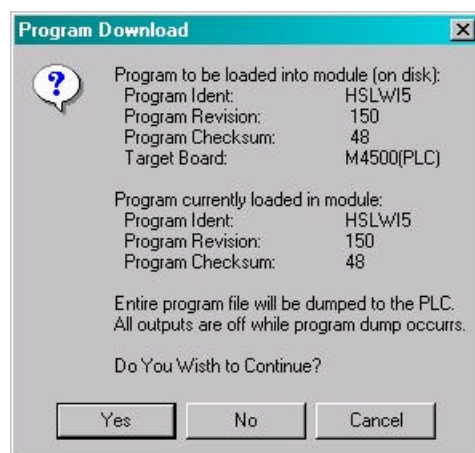 Program Download
Program to be loaded into module (on disk):
Program Ident: HSLWI5
Program Revision: 150
Program Checksum: 48
Target Board: M4500(PLC)
Program currently loaded in module:
Program Ident: HSLWI5
Program Revision: 150
Program Checksum: 48
Entire program file will be dumped to the PLC.
All outputs are off while program dump occurrs.
Do You Wisth to Continue?
Yes No Cancel